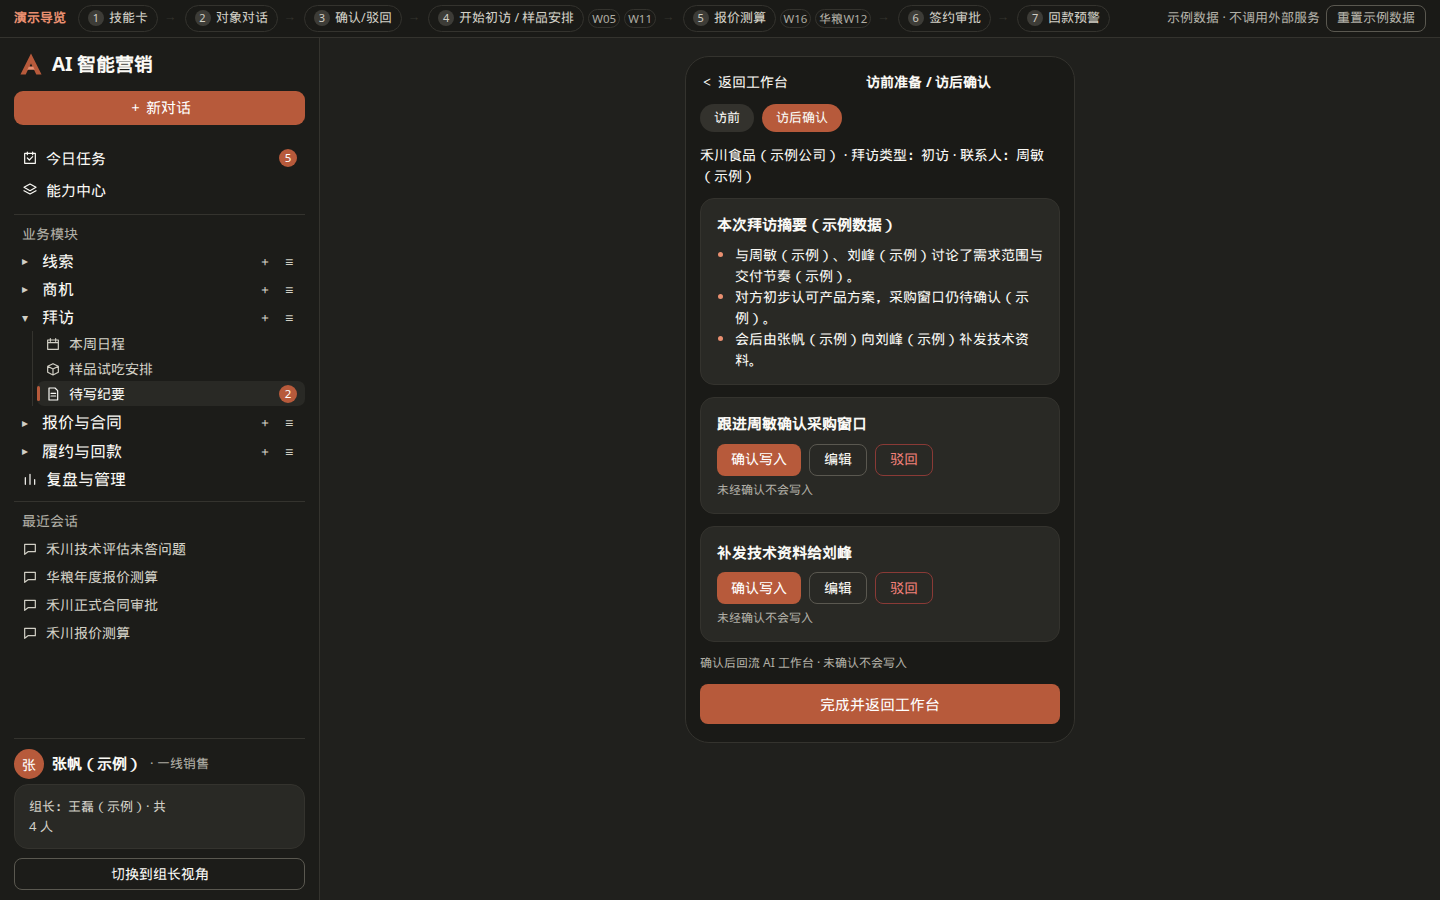 演示导览 1 技能卡 → 2 对象对话 → 3 确认/驳回 → 4 开始初访 / 样品安排 W05 W11 → 5 报价测算 W16 华粮W12 → 6 签约审批 → 7 回款预警 示例数据 · 不调用外部服务 重置示例数据
AI 智能营销
+ 新对话
今日任务 5
能力中心
业务模块
▸ 线索 + ≡
▸ 商机 + ≡
▾ 拜访 + ≡
本周日程
样品试吃安排
待写纪要 2
▸ 报价与合同 + ≡
▸ 履约与回款 + ≡
复盘与管理
最近会话
禾川技术评估未答问题
华粮年度报价测算
禾川正式合同审批
禾川报价测算
张 张帆（示例） · 一线销售
组长：王磊（示例）· 共
4 人
切换到组长视角
< 返回工作台 访前准备 / 访后确认
访前 访后确认
禾川食品（示例公司）· 拜访类型：初访 · 联系人：周敏
（示例）
本次拜访摘要（示例数据）
• 与周敏（示例）、刘峰（示例）讨论了需求范围与
交付节奏（示例）。
• 对方初步认可产品方案，采购窗口仍待确认（示
例）。
• 会后由张帆（示例）向刘峰（示例）补发技术资
料。
跟进周敏确认采购窗口
确认写入 编辑 驳回
未经确认不会写入
补发技术资料给刘峰
确认写入 编辑 驳回
未经确认不会写入
确认后回流 AI 工作台 · 未确认不会写入
完成并返回工作台